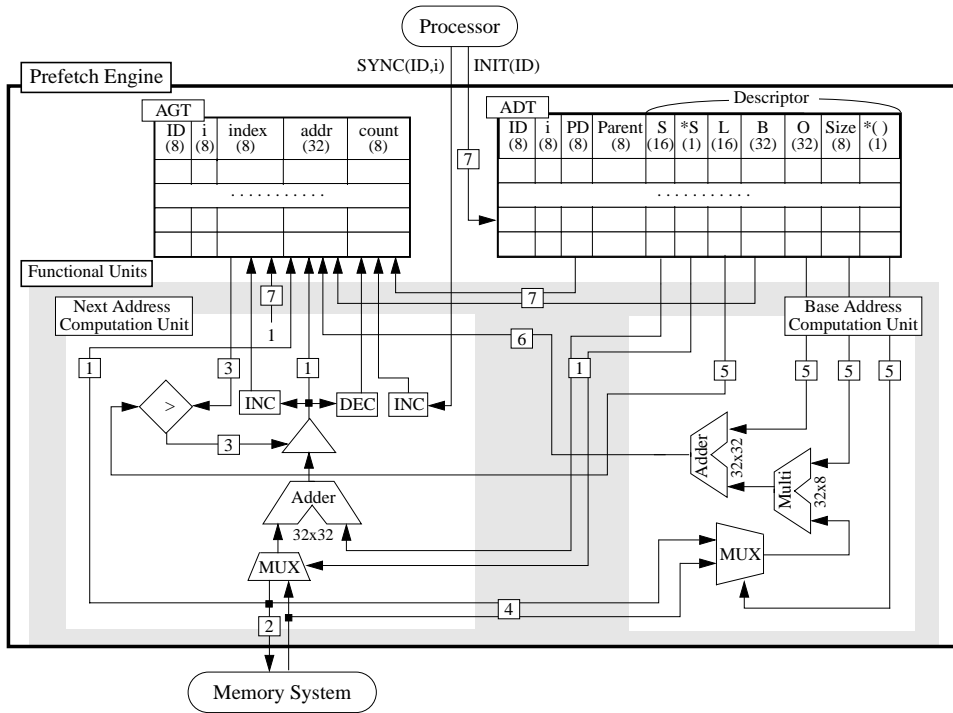 Processor
SYNC(ID,i) INIT(ID)
Prefetch Engine
AGT
ID i index addr count
(8) (8) (8) (32) (8)
. . . . . . . . . . .
ADT
Descriptor
ID i PD Parent S *S L B O Size *( )
(8) (8) (8) (8) (16) (1) (16) (32) (32) (8) (1)
. . . . . . . . . . .
7
Functional Units
Next Address
Computation Unit
7
1
7
Base Address
Computation Unit
6
1 3 1 1 5 5 5 5
INC DEC INC
>
3
Adder
32x32
MUX
Adder
32x32
Multi
32x8
MUX
2
4
Memory System